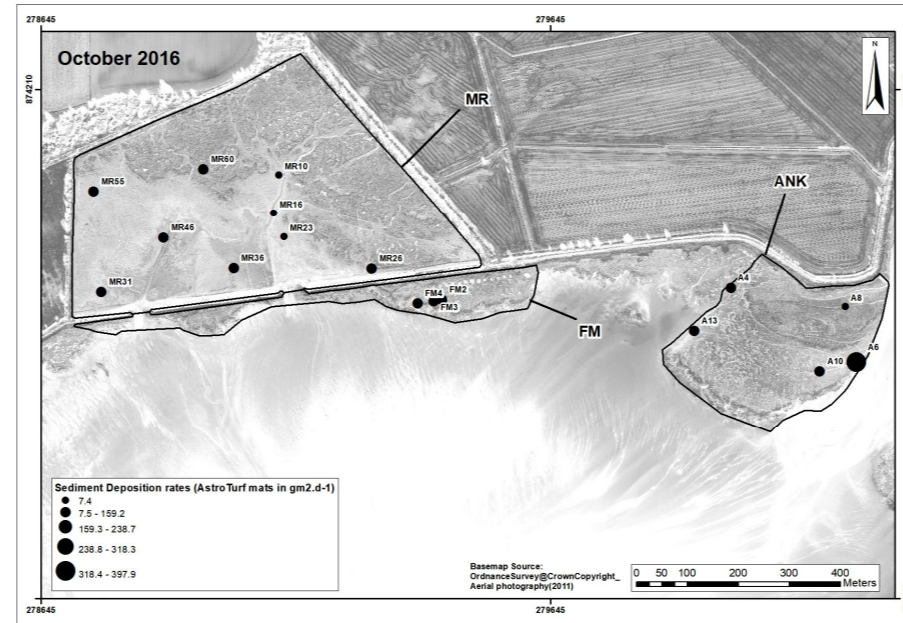 278645
279645
October 2016
N
874210
MR
ANK
MR60
MR10
MR55
MR16
MR46
MR23
MR36
MR26
MR31
FM4
FM2
FM3
FM
A4
A8
A13
A10
A6
Sediment Deposition rates (AstroTurf mats in gm2.d-1)
7.4
7.5 - 159.2
159.3 - 238.7
238.8 - 318.3
318.4 - 397.9
Basemap Source:
OrdnanceSurvey@CrownCopyright_
Aerial photography(2011)
0 50 100 200 300 400
Meters
278645
279645